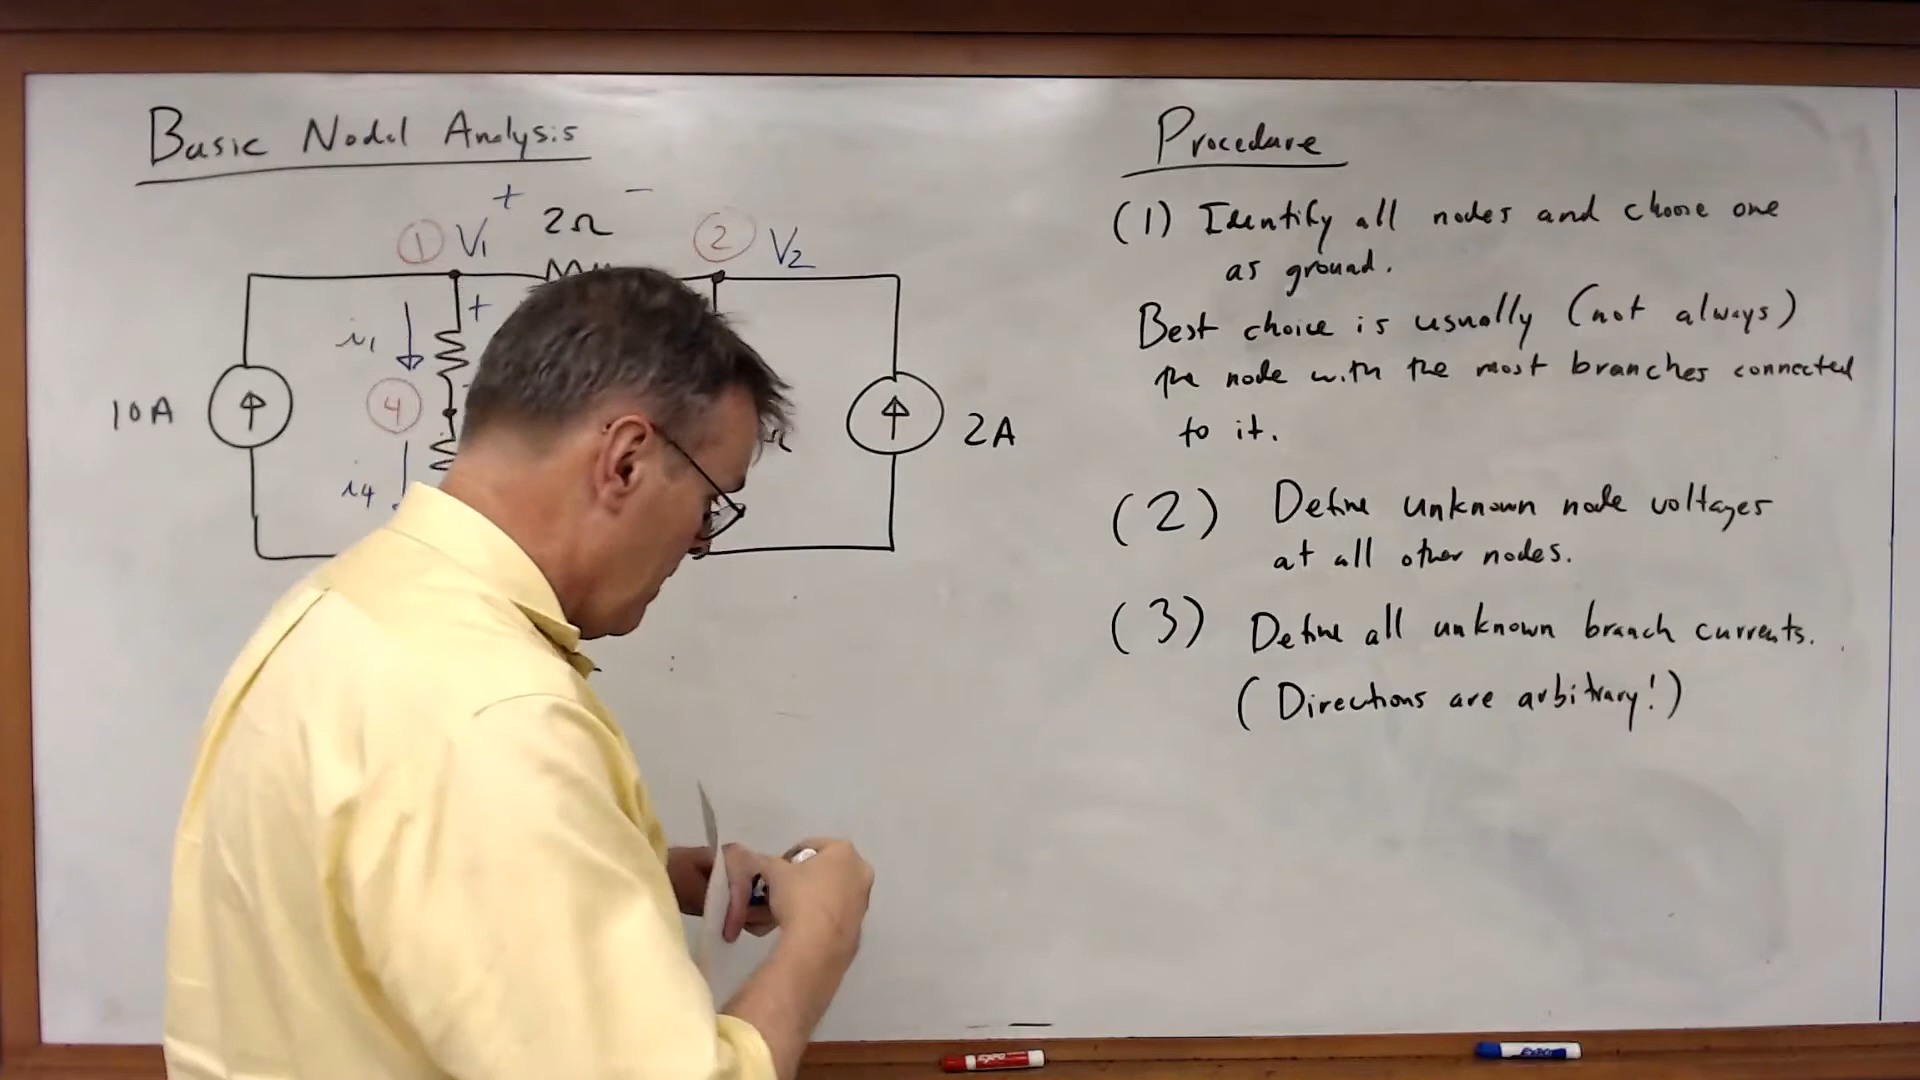 Basic Nodal Analysis
+ −
① V1 2Ω ② V2
+
i1
10A
④
2A
i4
Procedure
(1) Identify all nodes and choose one
as ground.
Best choice is usually (not always)
the node with the most branches connected
to it.
(2) Define unknown node voltages
at all other nodes.
(3) Define all unknown branch currents.
(Directions are arbitrary!)
EXPO
EXPO